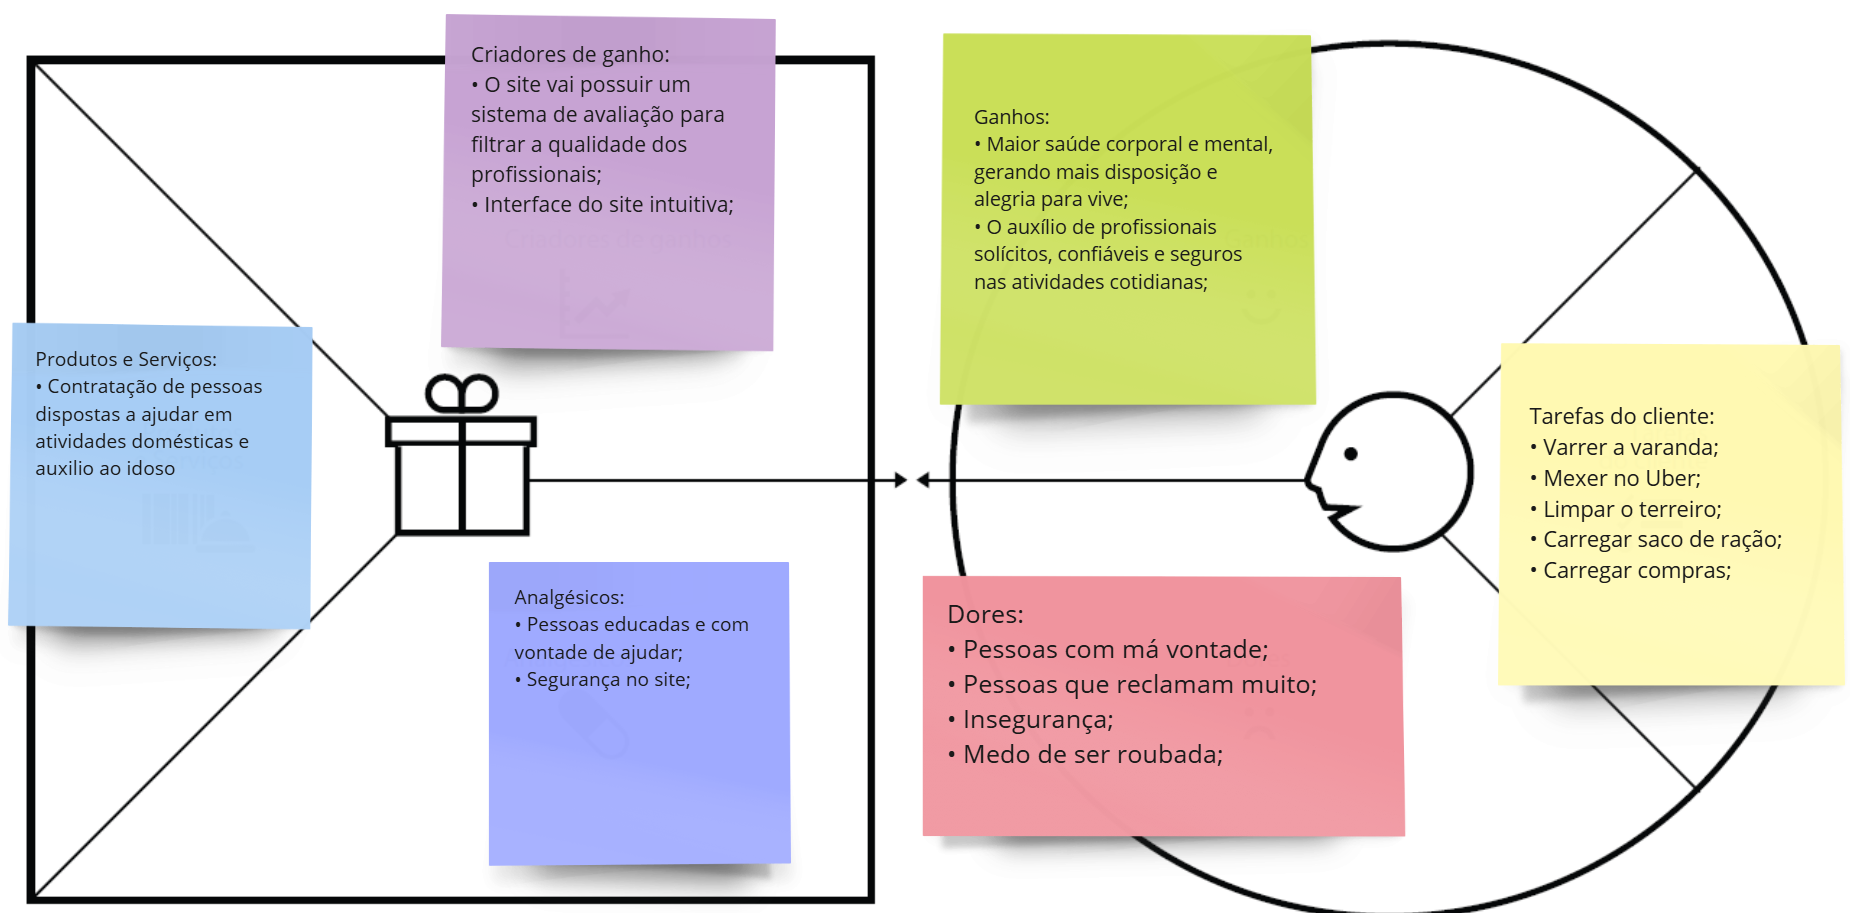 Criadores de ganho:
• O site vai possuir um
sistema de avaliação para
filtrar a qualidade dos
profissionais;
• Interface do site intuitiva;
Produtos e Serviços:
• Contratação de pessoas
dispostas a ajudar em
atividades domésticas e
auxilio ao idoso
Analgésicos:
• Pessoas educadas e com
vontade de ajudar;
• Segurança no site;
Ganhos:
• Maior saúde corporal e mental,
gerando mais disposição e
alegria para vive;
• O auxílio de profissionais
solícitos, confiáveis e seguros
nas atividades cotidianas;
Tarefas do cliente:
• Varrer a varanda;
• Mexer no Uber;
• Limpar o terreiro;
• Carregar saco de ração;
• Carregar compras;
Dores:
• Pessoas com má vontade;
• Pessoas que reclamam muito;
• Insegurança;
• Medo de ser roubada;